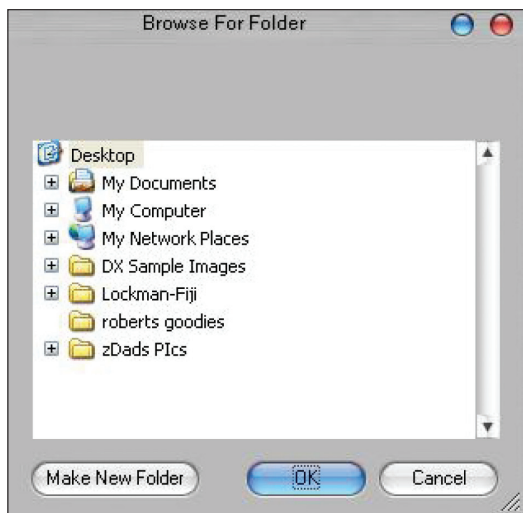 Browse For Folder
Desktop
My Documents
My Computer
My Network Places
DX Sample Images
Lockman-Fiji
roberts goodies
zDads PIcs
Make New Folder
OK
Cancel